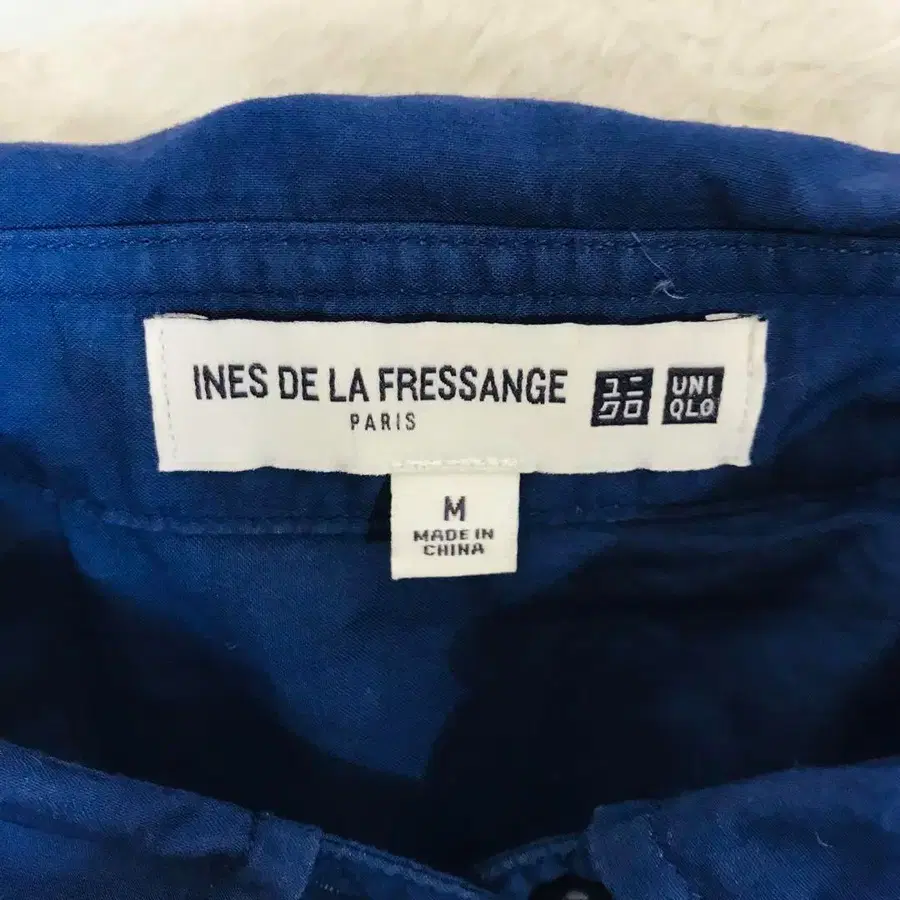 INES DE LA FRESSANGE
PARIS
ユニ
クロ
UNI
QLO
M
MADE IN
CHINA